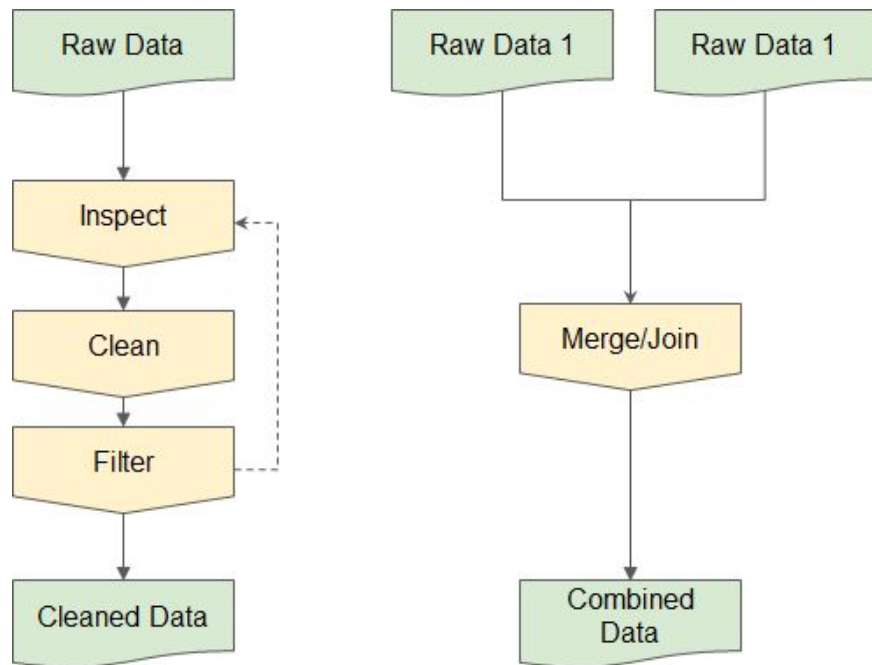 Raw Data
Raw Data 1
Raw Data 1
Inspect
Clean
Merge/Join
Filter
Cleaned Data
Combined
Data